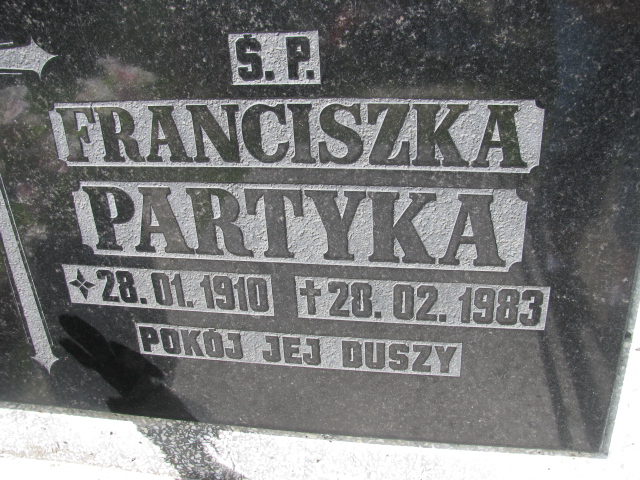 Ś.P.
FRANCISZKA
PARTYKA
28.01.1910 †28.02.1983
POKÓJ JEJ DUSZY